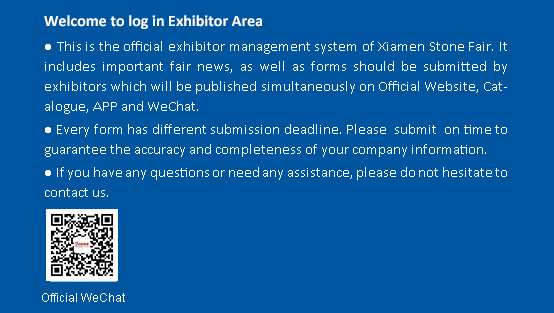 Welcome to log in Exhibitor Area
● This is the official exhibitor management system of Xiamen Stone Fair. It
includes important fair news, as well as forms should be submitted by
exhibitors which will be published simultaneously on Official Website, Cat-
alogue, APP and WeChat.
● Every form has different submission deadline. Please submit on time to
guarantee the accuracy and completeness of your company information.
● If you have any questions or need any assistance, please do not hesitate to
contact us.
Official WeChat